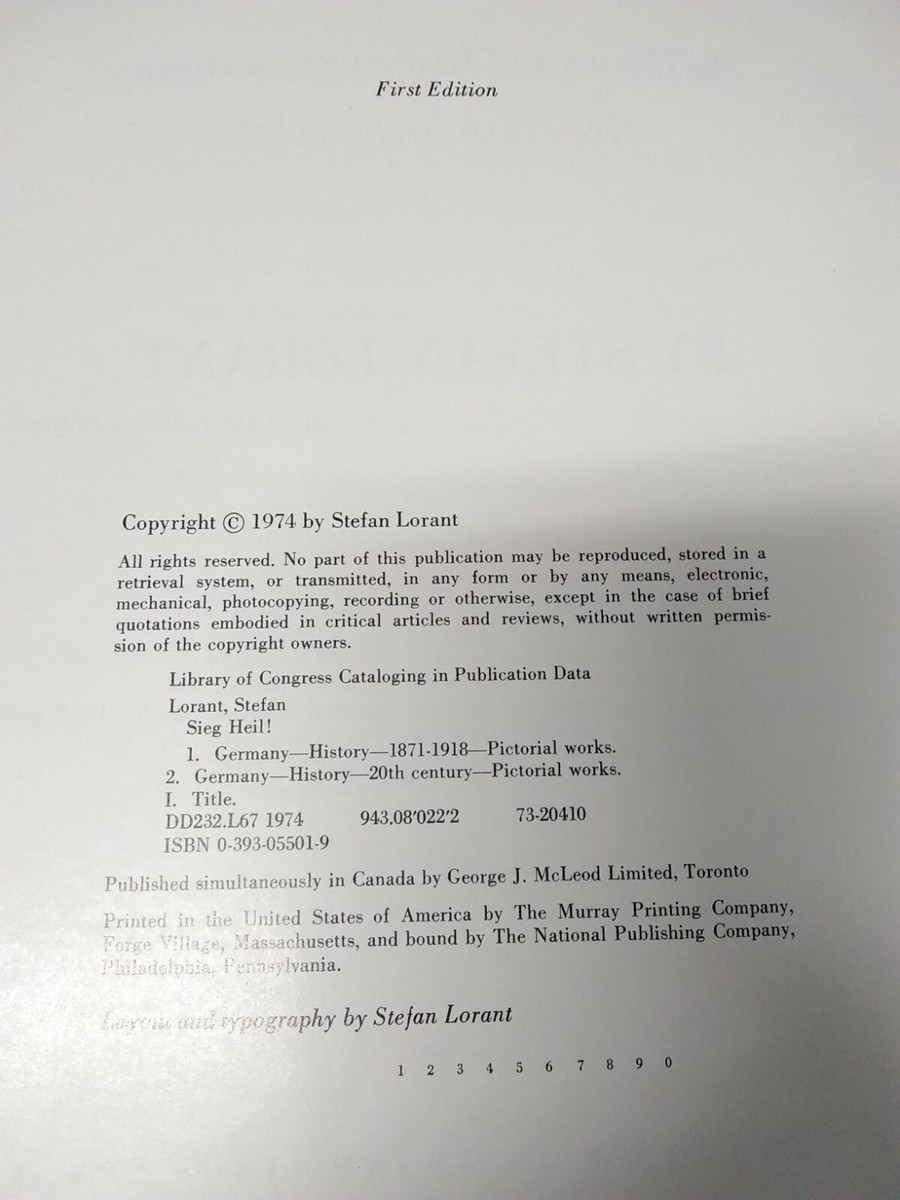 First Edition
Copyright © 1974 by Stefan Lorant
All rights reserved. No part of this publication may be reproduced, stored in a
retrieval system, or transmitted, in any form or by any means, electronic,
mechanical, photocopying, recording or otherwise, except in the case of brief
quotations embodied in critical articles and reviews, without written permis-
sion of the copyright owners.
Library of Congress Cataloging in Publication Data
Lorant, Stefan
Sieg Heil!
1. Germany—History—1871-1918—Pictorial works.
2. Germany—History—20th century—Pictorial works.
I. Title.
DD232.L67 1974 943.08'022'2 73-20410
ISBN 0-393-05501-9
Published simultaneously in Canada by George J. McLeod Limited, Toronto
Printed in the United States of America by The Murray Printing Company,
Forge Village, Massachusetts, and bound by The National Publishing Company,
Philadelphia, Pennsylvania.
Layout and typography by Stefan Lorant
1 2 3 4 5 6 7 8 9 0